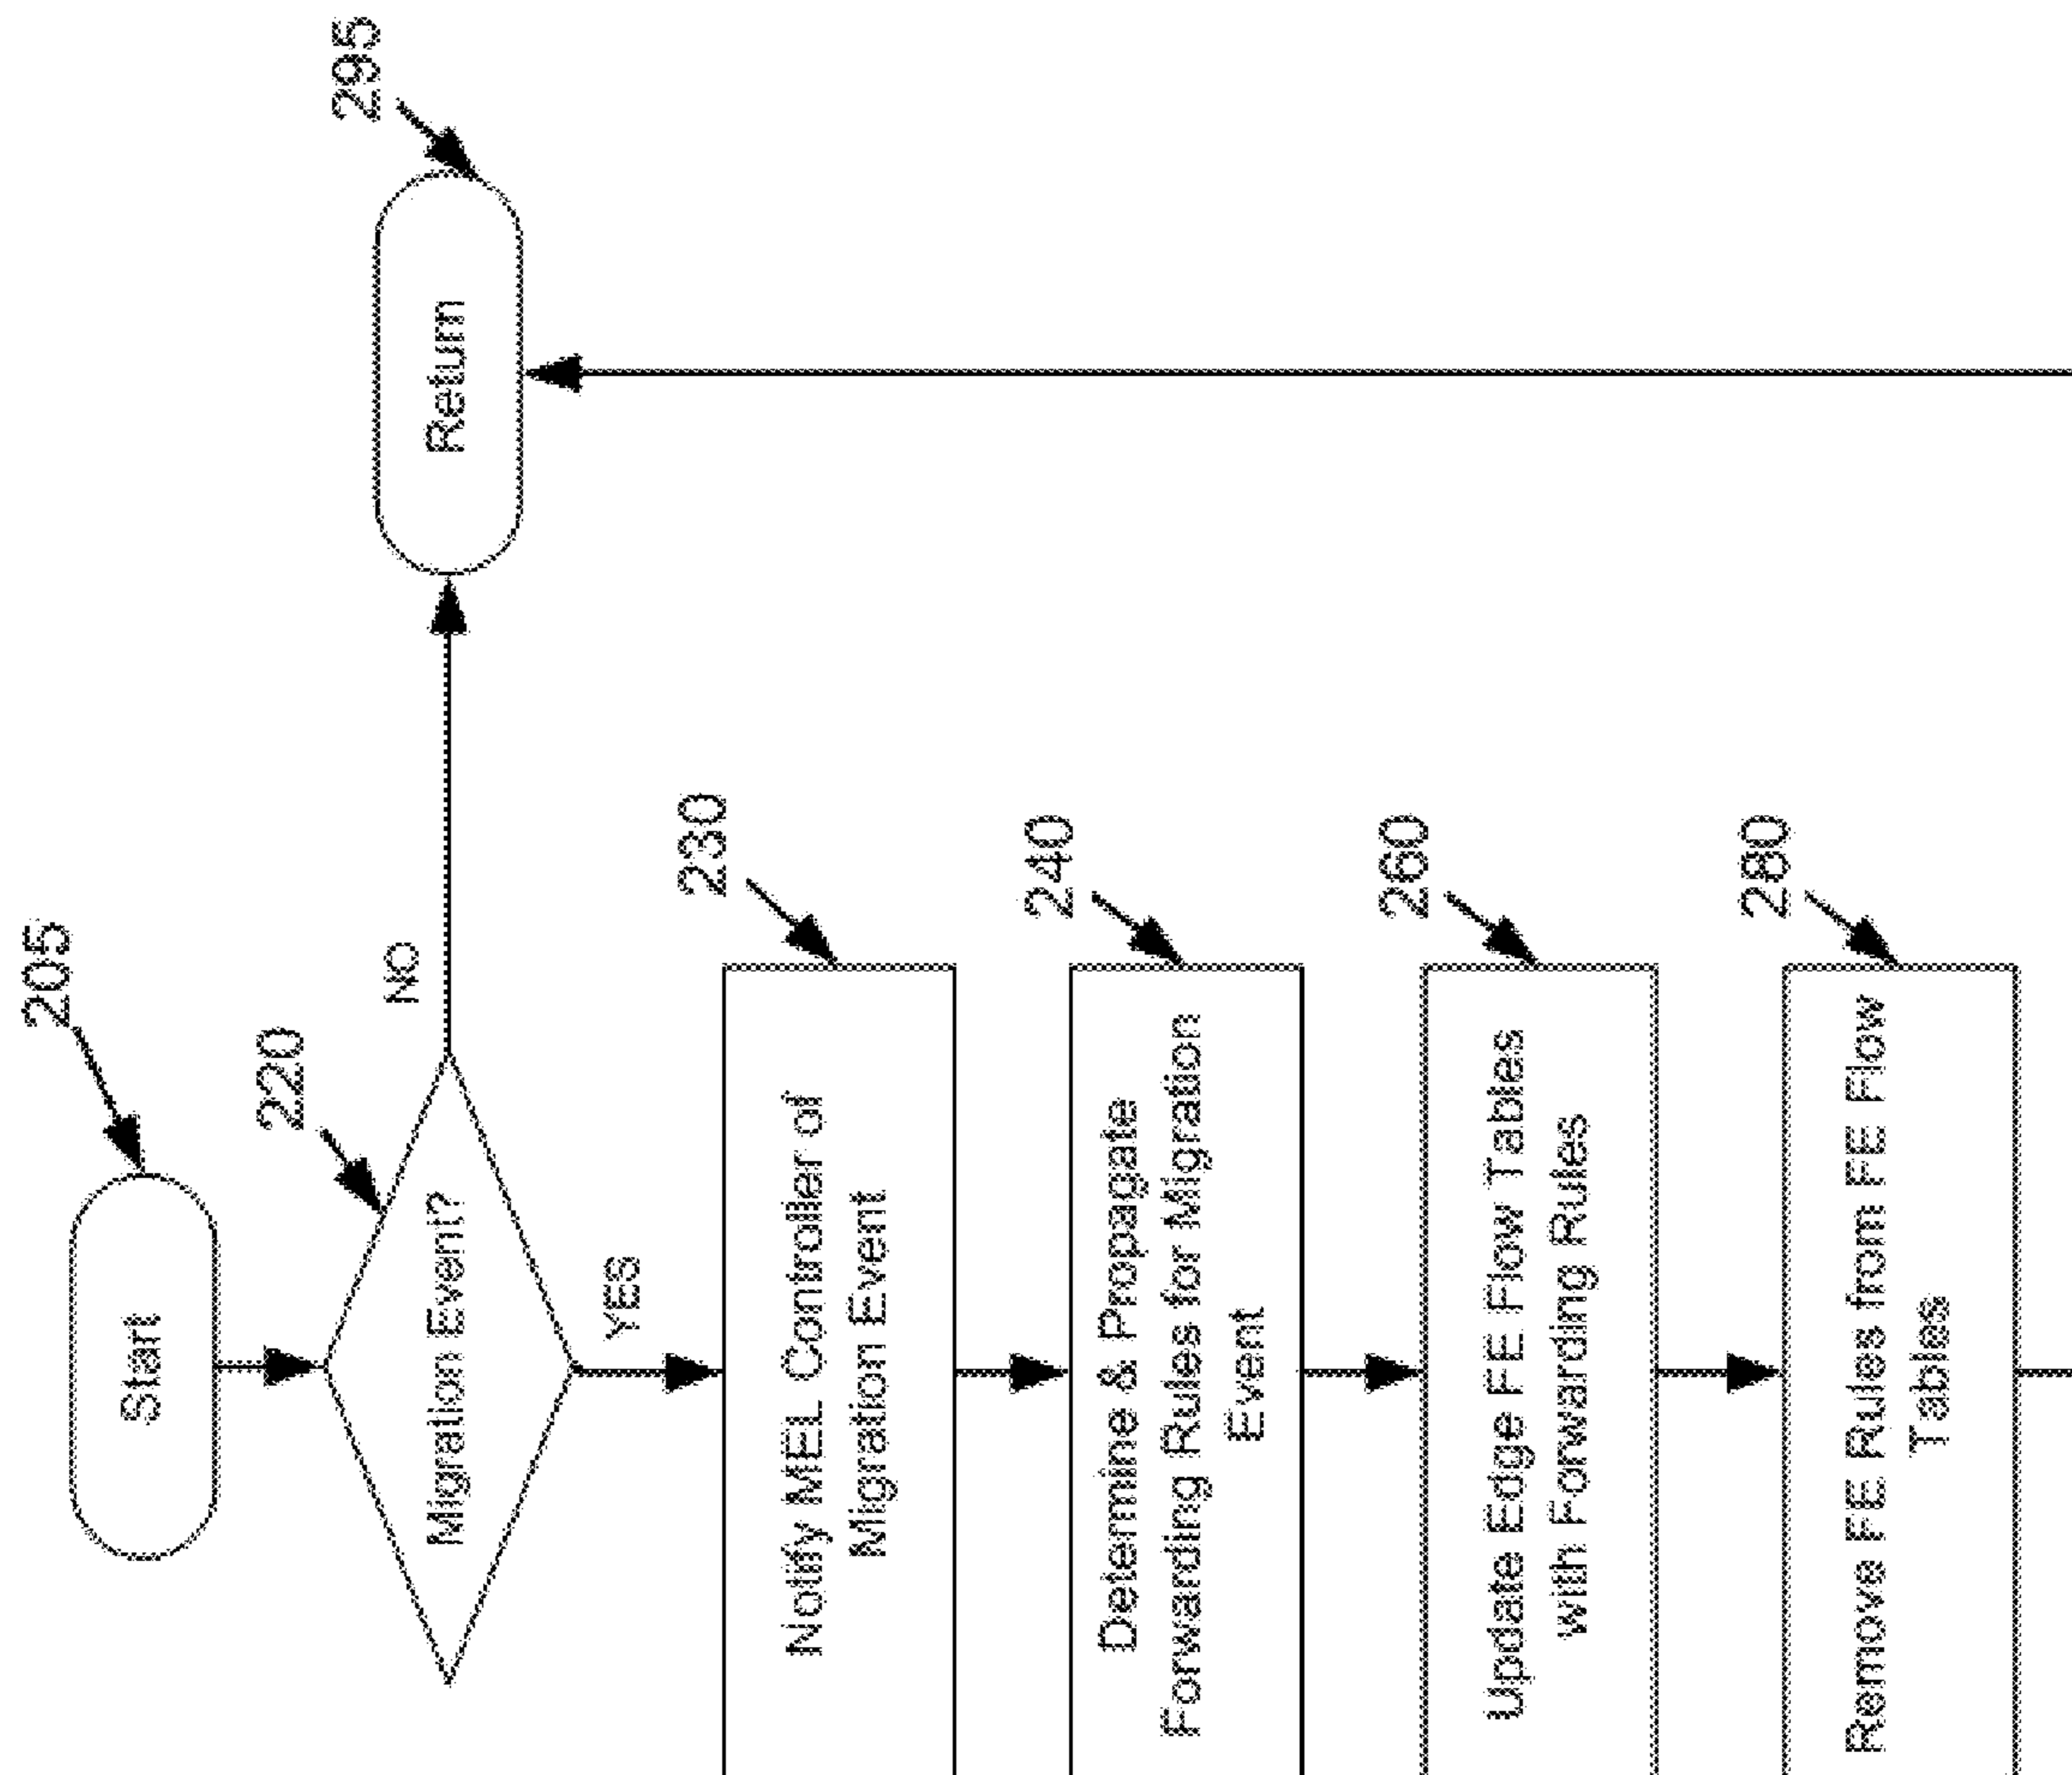 205
Start
220
Migration Event?
NO
Return
295
YES
230
Notify MEL Controller of
Migration Event
240
Determine & Propagate
Forwarding Rules for Migration
Event
260
Update Edge FE Flow Tables
with Forwarding Rules
280
Remove FE Rules from FE Flow
Tables